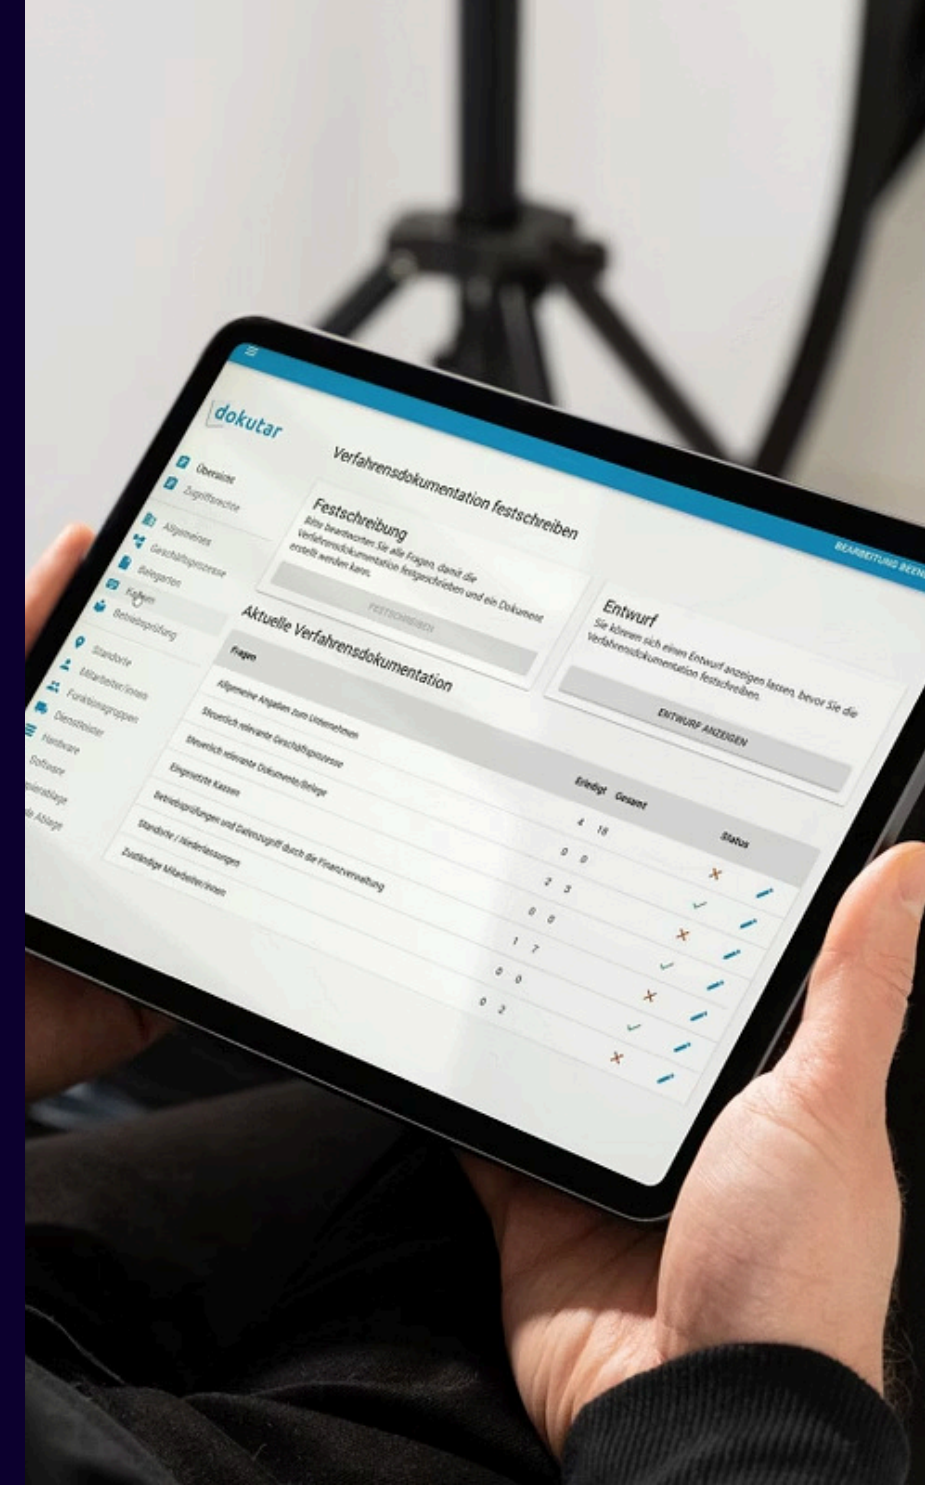 dokutar
BEARBEITUNG BEEN
Übersicht
Zugriffsrechte
Allgemeines
Geschäftsprozesse
Belegarten
Kassen
Betriebsprüfung
Standorte
Mitarbeiter/innen
Funktionsgruppen
Dienstleister
Hardware
Software
Ablage
Verfahrensdokumentation festschreiben
Festschreibung
Bitte beantworten Sie alle Fragen, damit die
Verfahrensdokumentation festgeschrieben und ein Dokument
erstellt werden kann.
FESTSCHREIBEN
Entwurf
Sie können sich einen Entwurf anzeigen lassen, bevor Sie die
Verfahrensdokumentation festschreiben.
ENTWURF ANZEIGEN
Aktuelle Verfahrensdokumentation
Fragen Erledigt Gesamt Status
Allgemeine Angaben zum Unternehmen 4 18
Steuerlich relevante Geschäftsprozesse 0 0
Steuerlich relevante Dokumente/Belege 2 3
Eingesetzte Kassen 0 0
Betriebsprüfungen und Datenzugriff durch die Finanzverwaltung 1 7
Standorte / Niederlassungen 0 0
Zuständige Mitarbeiter/innen 0 2